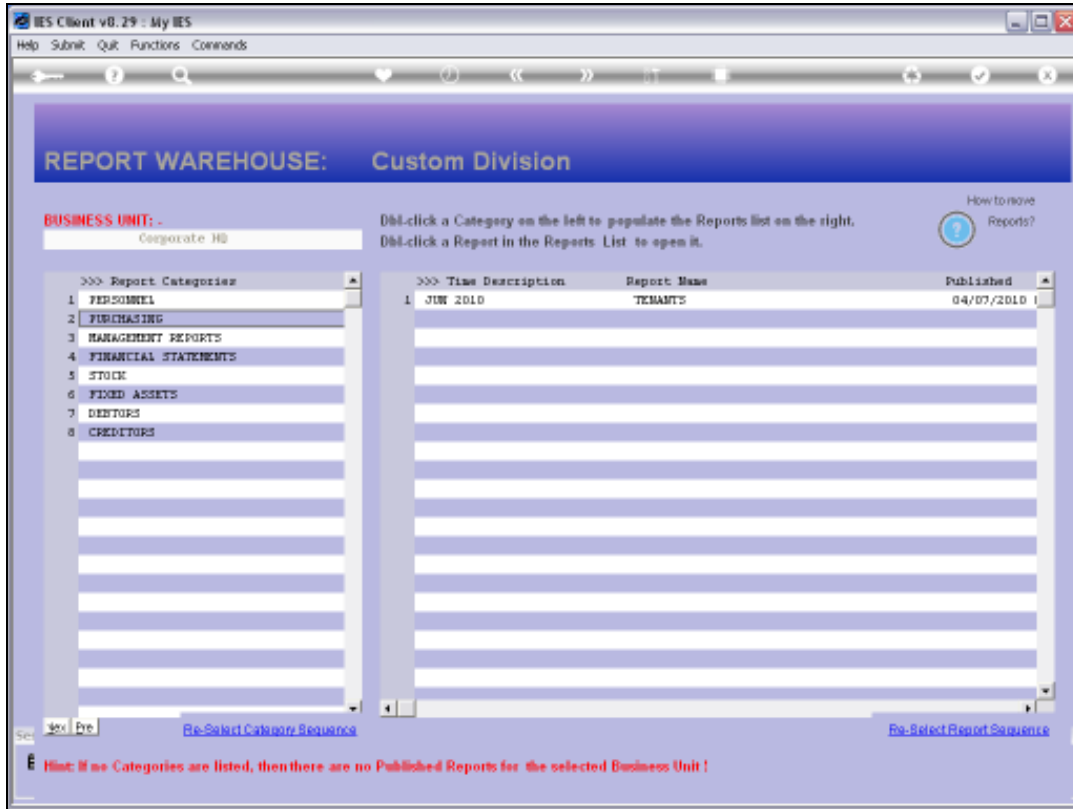 IES Client v8.29 : My IES
Help Submit Quit Functions Commands
REPORT WAREHOUSE: Custom Division
How to move
Reports?
BUSINESS UNIT: -
Corporate HQ
Dbl-click a Category on the left to populate the Reports list on the right.
Dbl-click a Report in the Reports List to open it.
>>> Report Categories
1 PERSONNEL
2 PURCHASING
3 MANAGEMENT REPORTS
4 FINANCIAL STATEMENTS
5 STOCK
6 FIXED ASSETS
7 DEBTORS
8 CREDITORS
>>> Time Description Report Name Published
1 JUN 2010 TENANTS 04/07/2010
Nex Pre
Re-Select Category Sequence
Re-Select Report Sequence
Hint: If no Categories are listed, then there are no Published Reports for the selected Business Unit !